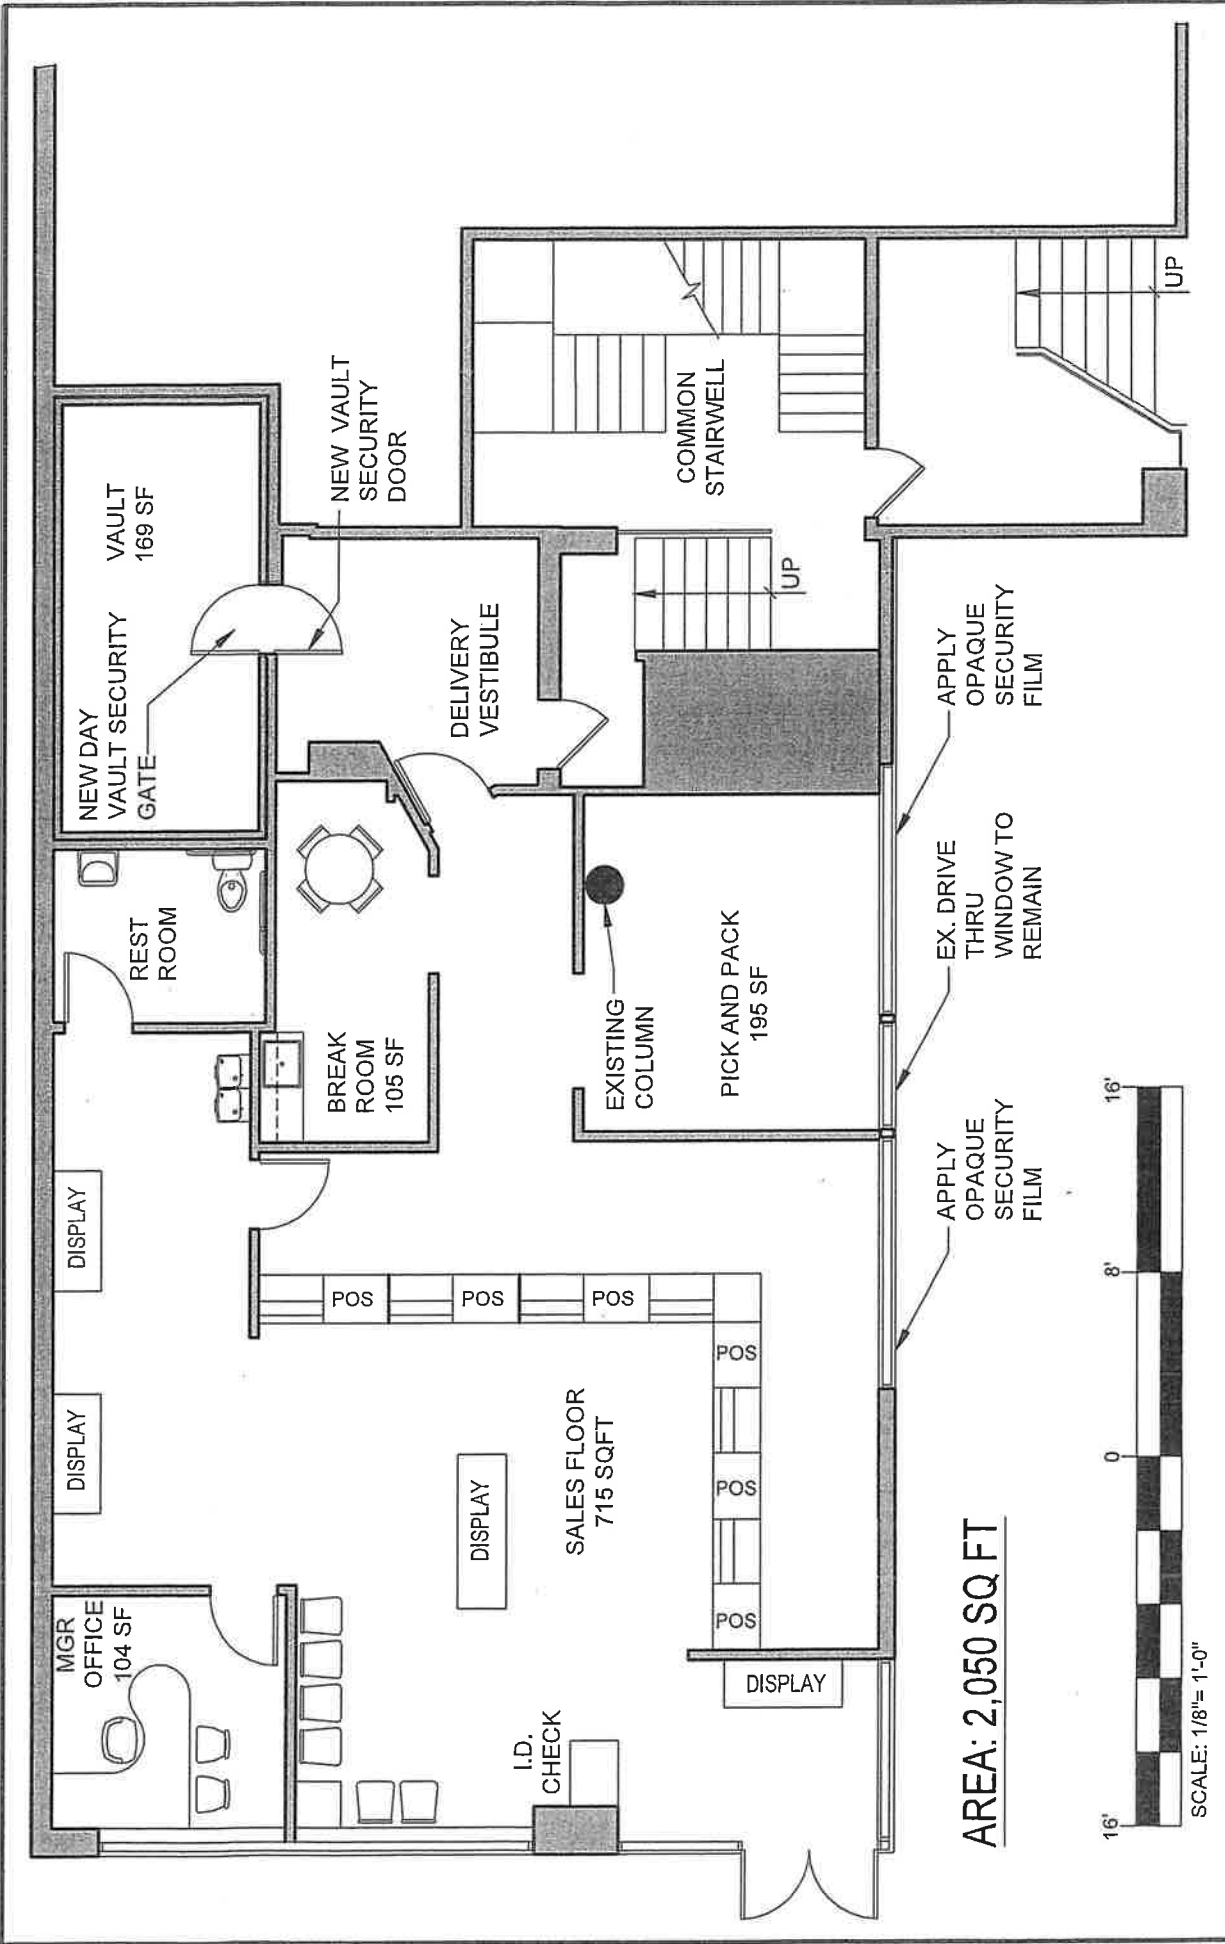 MGR
OFFICE
104 SF
DISPLAY
DISPLAY
REST
ROOM
NEW DAY
VAULT SECURITY
GATE
VAULT
169 SF
NEW VAULT
SECURITY
DOOR
BREAK
ROOM
105 SF
DELIVERY
VESTIBULE
POS
POS
POS
DISPLAY
SALES FLOOR
715 SQFT
I.D.
CHECK
EXISTING
COLUMN
PICK AND PACK
195 SF
UP
COMMON
STAIRWELL
DISPLAY
POS
POS
POS
UP
APPLY
OPAQUE
SECURITY
FILM
EX. DRIVE
THRU
WINDOW TO
REMAIN
APPLY
OPAQUE
SECURITY
FILM
AREA: 2,050 SQ FT
16'
0
8'
16'
SCALE: 1/8"= 1'-0"